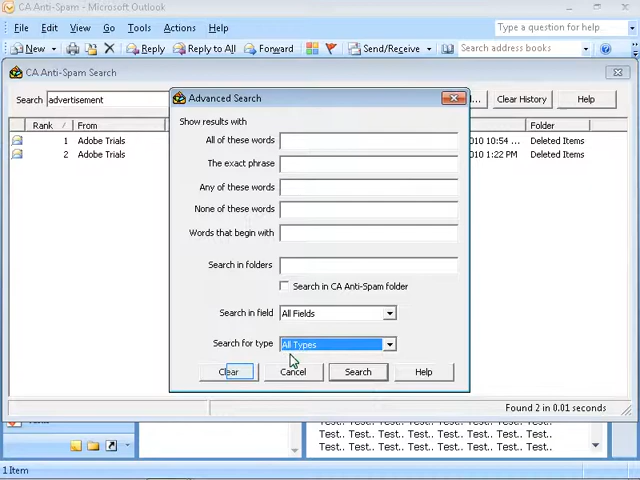 CA Anti-Spam - Microsoft Outlook
File Edit View Go Tools Actions Help
Type a question for help
New Reply Reply to All Forward Send/Receive Search address books
CA Anti-Spam Search
Search advertisement
Clear History Help
Rank From Folder
1 Adobe Trials 2010 10:54 ... Deleted Items
2 Adobe Trials 2010 1:22 PM Deleted Items
Advanced Search
Show results with
All of these words
The exact phrase
Any of these words
None of these words
Words that begin with
Search in folders
Search in CA Anti-Spam folder
Search in field All Fields
Search for type All Types
Clear Cancel Search Help
Found 2 in 0.01 seconds
Test.. Test.. Test.. Test.. Test..
Test.. Test.. Test.. Test.. Test..
1 Item